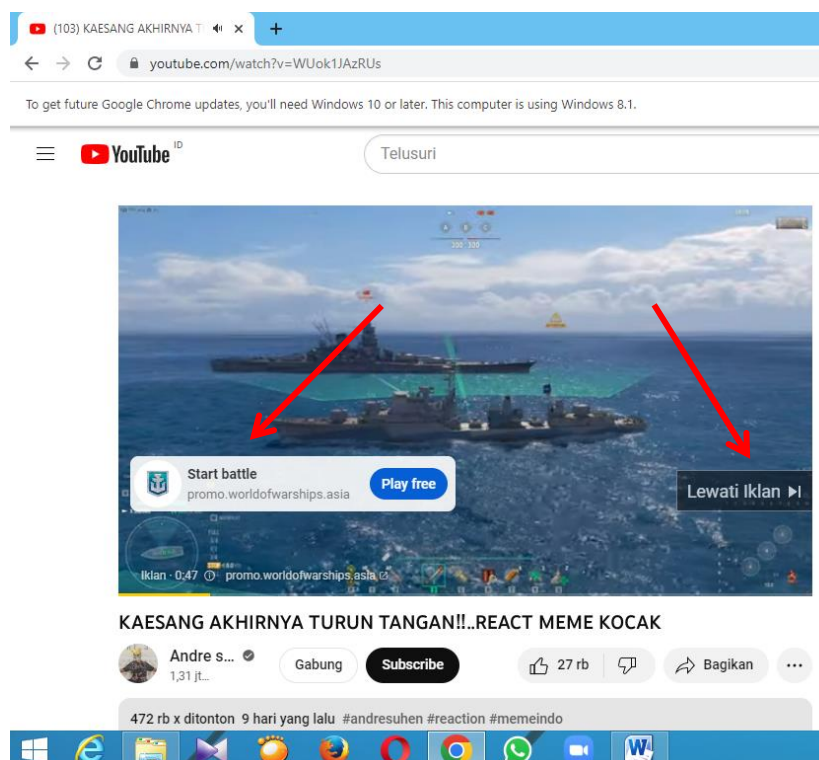 (103) KAESANG AKHIRNYA T
youtube.com/watch?v=WUok1JAzRUs
To get future Google Chrome updates, you'll need Windows 10 or later. This computer is using Windows 8.1.
YouTube ID
Telusuri
A B C
Start battle
promo.worldofwarships.asia
Play free
Lewati Iklan
Iklan · 0:47 promo.worldofwarships.asia
KAESANG AKHIRNYA TURUN TANGAN!!..REACT MEME KOCAK
Andre s...
1,31 jt...
Gabung
Subscribe
27 rb
Bagikan
472 rb x ditonton 9 hari yang lalu #andresuhen #reaction #memeindo